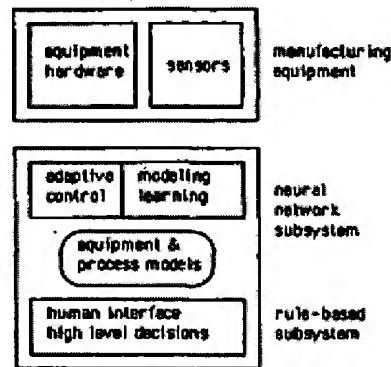 equipment
hardware
sensors
manufacturing
equipment
adaptive
control
modeling
learning
neural
network
subsystem
equipment &
process models
human interface
high level decisions
rule-based
subsystem